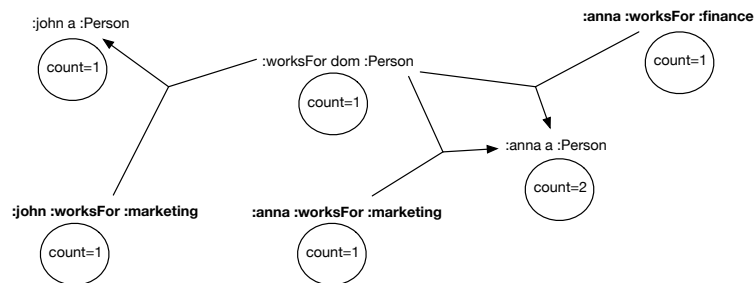 :john a :Person
count=1
:worksFor dom :Person
count=1
:anna :worksFor :finance
count=1
:anna a :Person
count=2
:john :worksFor :marketing
count=1
:anna :worksFor :marketing
count=1